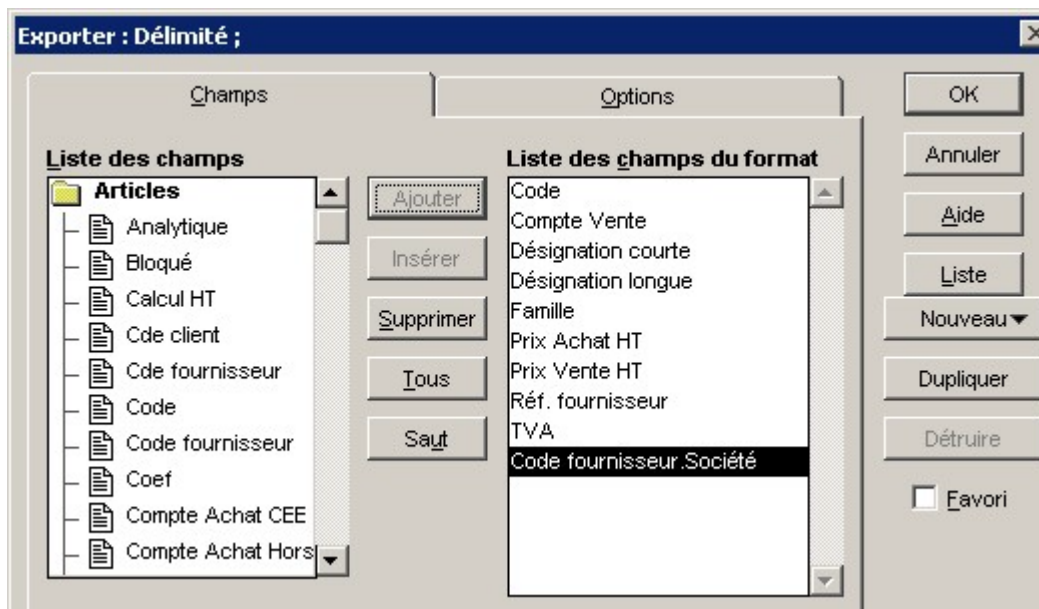 Exporter : Délimité ;
Champs
Options
Liste des champs
Articles
Analytique
Bloqué
Calcul HT
Cde client
Cde fournisseur
Code
Code fournisseur
Coef
Compte Achat CEE
Compte Achat Hors
Ajouter
Insérer
Supprimer
Tous
Saut
Liste des champs du format
Code
Compte Vente
Désignation courte
Désignation longue
Famille
Prix Achat HT
Prix Vente HT
Réf. fournisseur
TVA
Code fournisseur.Société
OK
Annuler
Aide
Liste
Nouveau
Dupliquer
Détruire
Favori